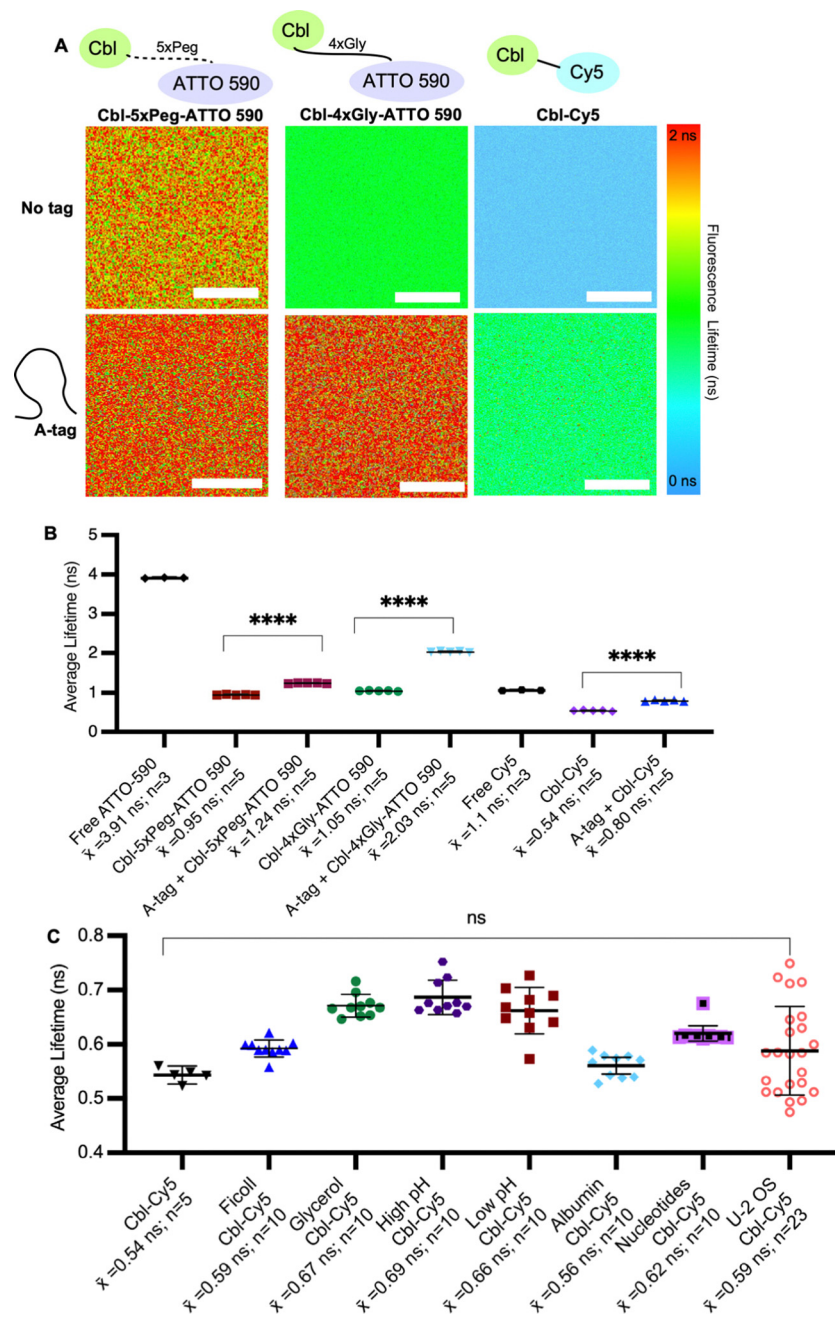 A
Cbl
5xPeg
ATTO 590
Cbl
4xGly
ATTO 590
Cbl
Cy5
Cbl-5xPeg-ATTO 590
Cbl-4xGly-ATTO 590
Cbl-Cy5
No tag
A-tag
2 ns
Fluorescence Lifetime (ns)
0 ns
B
Average Lifetime (ns)
5
4
3
2
1
0
****
****
****
Free ATTO-590
x̄ =3.91 ns; n=3
Cbl-5xPeg-ATTO 590
x̄ =0.95 ns; n=5
A-tag + Cbl-5xPeg-ATTO 590
x̄ =1.24 ns; n=5
Cbl-4xGly-ATTO 590
x̄ =1.05 ns; n=5
A-tag + Cbl-4xGly-ATTO 590
x̄ =2.03 ns; n=5
Free Cy5
x̄ =1.1 ns; n=3
Cbl-Cy5
x̄ =0.54 ns; n=5
A-tag + Cbl-Cy5
x̄ =0.80 ns; n=5
C
ns
Average Lifetime (ns)
0.8
0.7
0.6
0.5
0.4
Cbl-Cy5
x̄ =0.54 ns; n=5
Ficoll
Cbl-Cy5
x̄ =0.59 ns; n=10
Glycerol
Cbl-Cy5
x̄ =0.67 ns; n=10
High pH
Cbl-Cy5
x̄ =0.69 ns; n=10
Low pH
Cbl-Cy5
x̄ =0.66 ns; n=10
Albumin
Cbl-Cy5
x̄ =0.56 ns; n=10
Nucleotides
Cbl-Cy5
x̄ =0.62 ns; n=10
U-2 OS
Cbl-Cy5
x̄ =0.59 ns; n=23